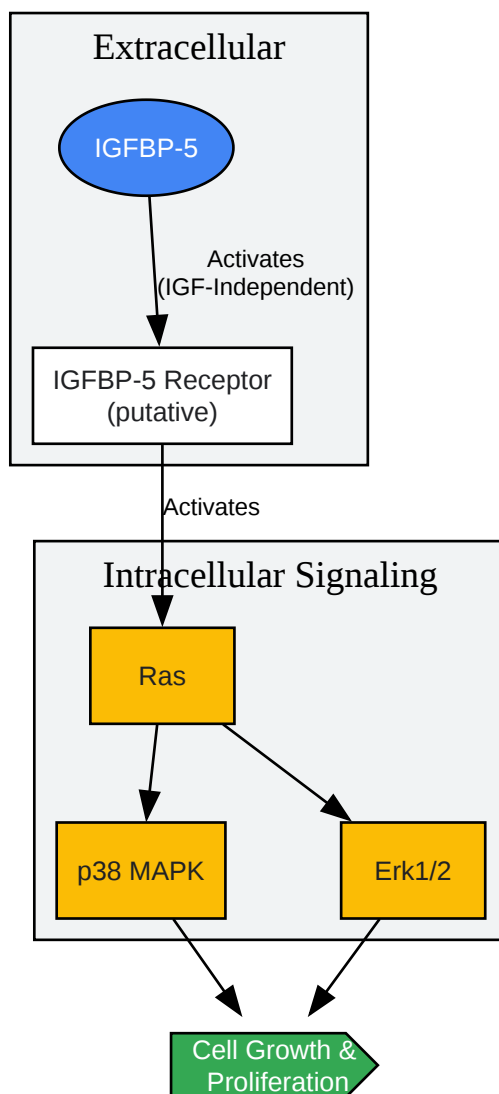 Extracellular
IGFBP-5
Activates
(IGF-Independent)
IGFBP-5 Receptor
(putative)
Activates
Intracellular Signaling
Ras
p38 MAPK
Erk1/2
Cell Growth &
Proliferation